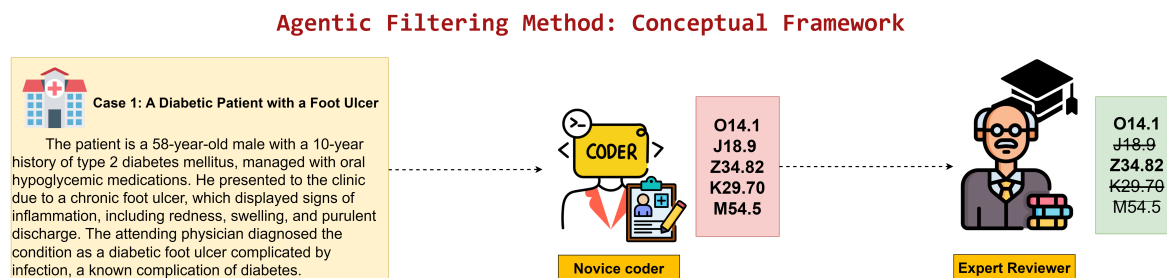 Agentic Filtering Method: Conceptual Framework
Case 1: A Diabetic Patient with a Foot Ulcer
The patient is a 58-year-old male with a 10-year
history of type 2 diabetes mellitus, managed with oral
hypoglycemic medications. He presented to the clinic
due to a chronic foot ulcer, which displayed signs of
inflammation, including redness, swelling, and purulent
discharge. The attending physician diagnosed the
condition as a diabetic foot ulcer complicated by
infection, a known complication of diabetes.
>_
< CODER >
Novice coder
O14.1
J18.9
Z34.82
K29.70
M54.5
Expert Reviewer
O14.1
J18.9
Z34.82
K29.70
M54.5